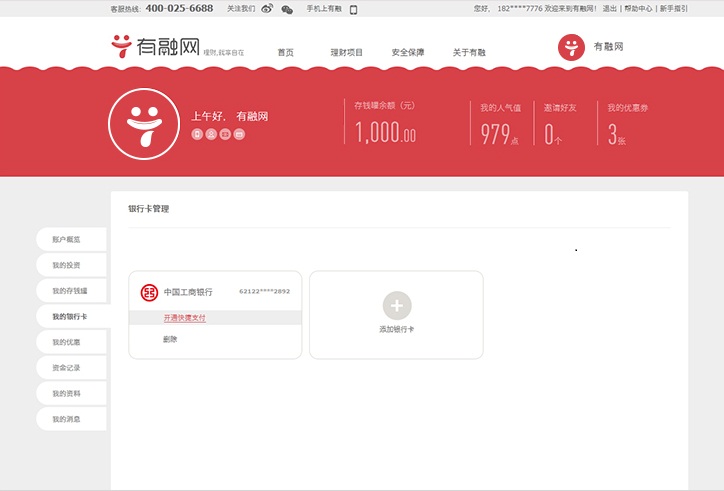 客服热线: 400-025-6688 关注我们 手机上有融 您好, 182****7776 欢迎来到有融网! 退出 | 帮助中心 | 新手指引
有融网 理财,就享自在 首页 理财项目 安全保障 关于有融 有融网
上午好, 有融网
存钱罐余额 (元) 我的人气值 邀请好友 我的优惠券
1,000.00 979点 0个 3张
银行卡管理
账户概览
我的投资
我的存钱罐
我的银行卡
我的优惠
资金记录
我的资料
我的消息
中国工商银行 62122****2892
开通快捷支付
删除
添加银行卡